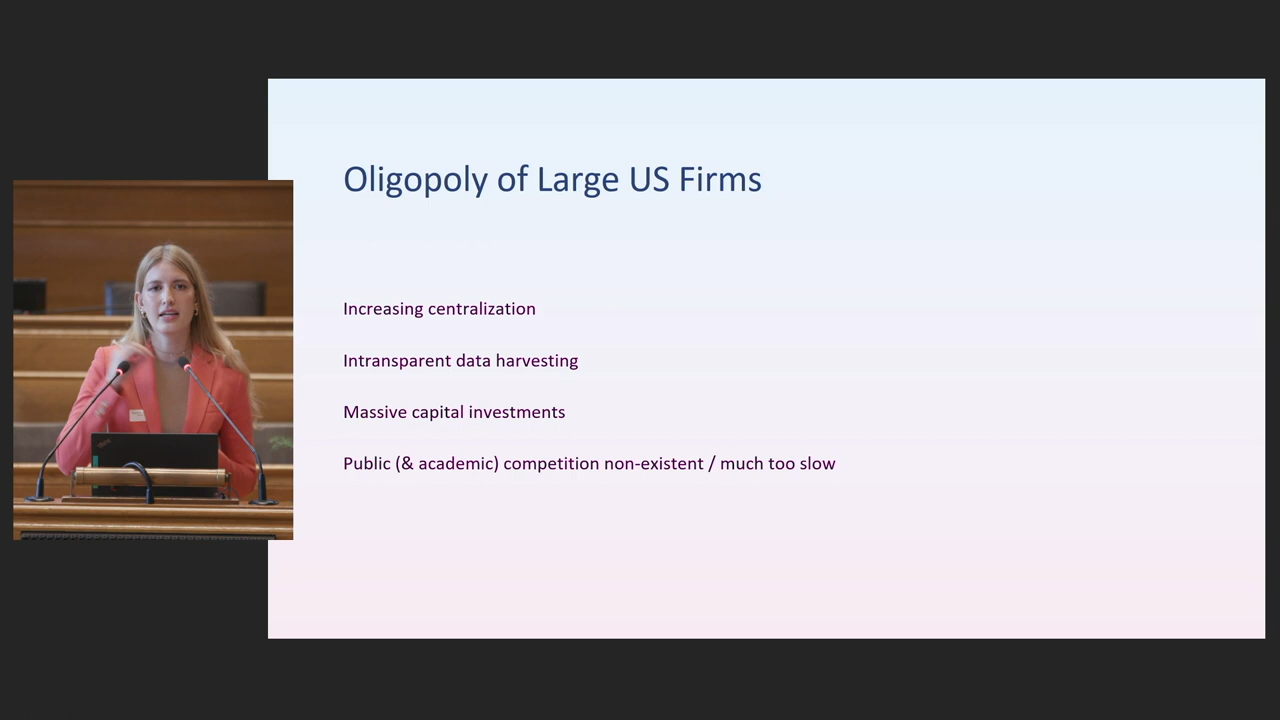 Oligopoly of Large US Firms
Increasing centralization
Intransparent data harvesting
Massive capital investments
Public (& academic) competition non-existent / much too slow